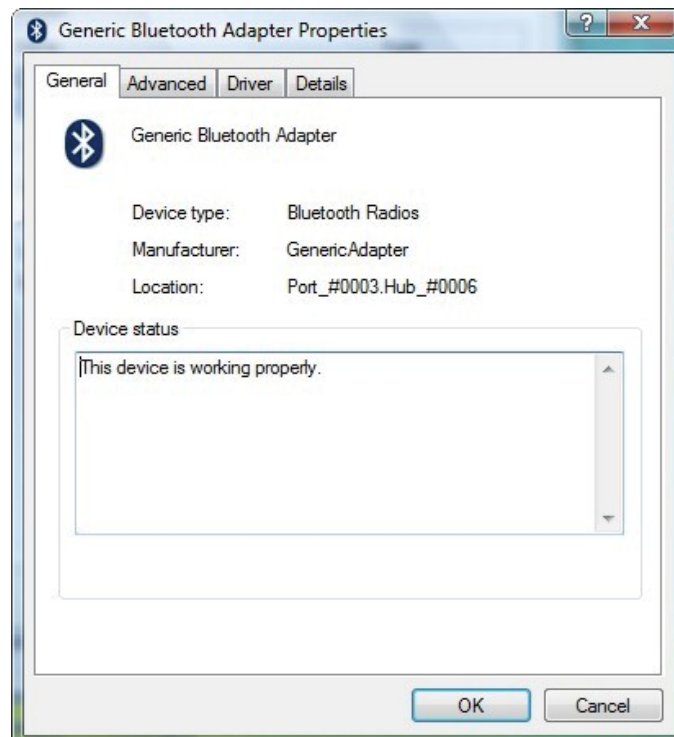 Generic Bluetooth Adapter Properties
General Advanced Driver Details
Generic Bluetooth Adapter
Device type: Bluetooth Radios
Manufacturer: GenericAdapter
Location: Port_#0003.Hub_#0006
Device status
This device is working properly.
OK Cancel